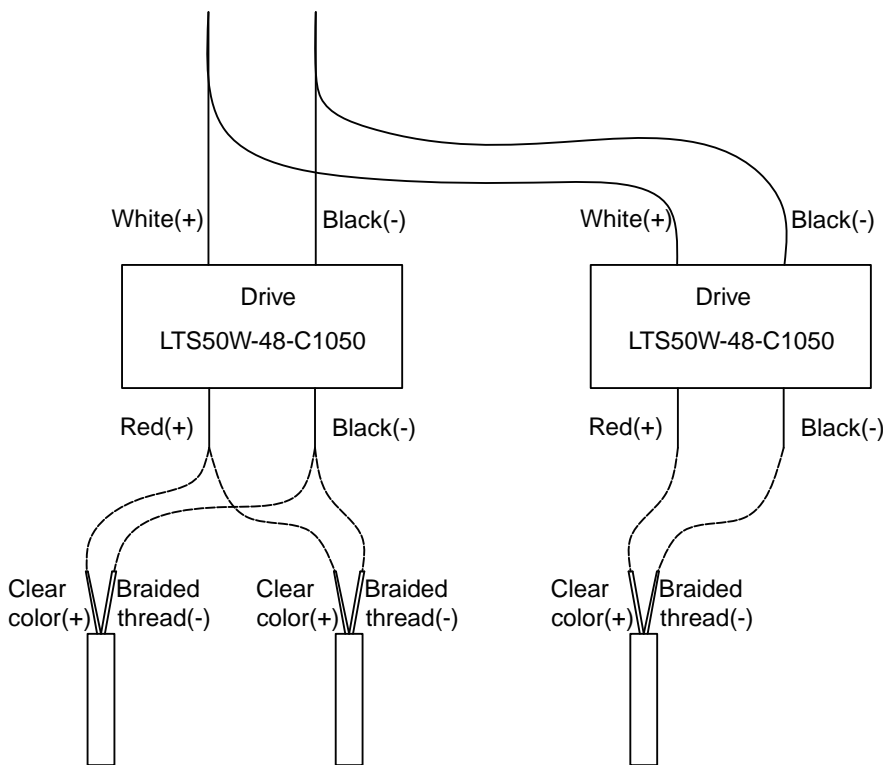 White(+)
Black(-)
White(+)
Black(-)
Drive
LTS50W-48-C1050
Drive
LTS50W-48-C1050
Red(+)
Black(-)
Red(+)
Black(-)
Clear
color(+)
Braided
thread(-)
Clear
color(+)
Braided
thread(-)
Clear
color(+)
Braided
thread(-)